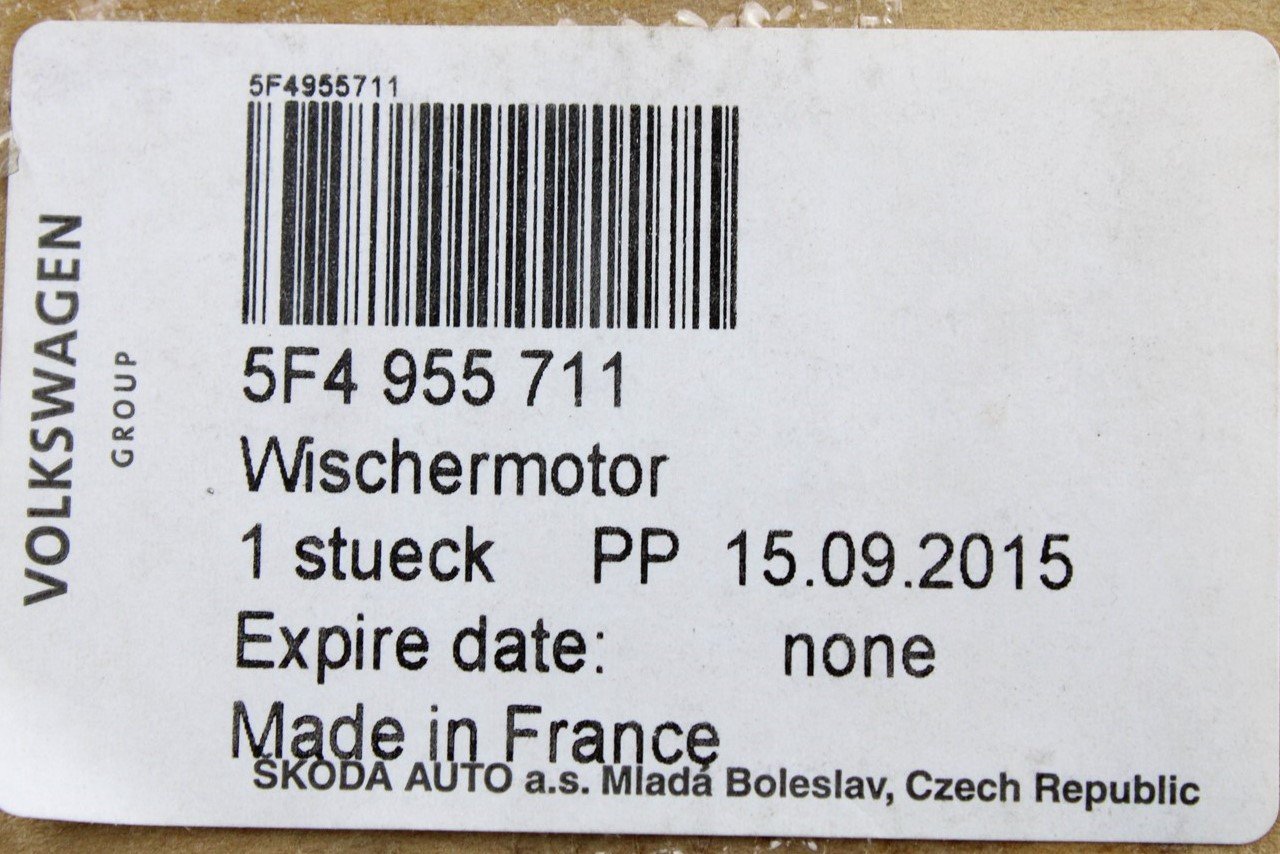 VOLKSWAGEN
GROUP
5F4955711
5F4 955 711
Wischermotor
1 stueck PP 15.09.2015
Expire date: none
Made in France
ŠKODA AUTO a.s. Mladá Boleslav, Czech Republic